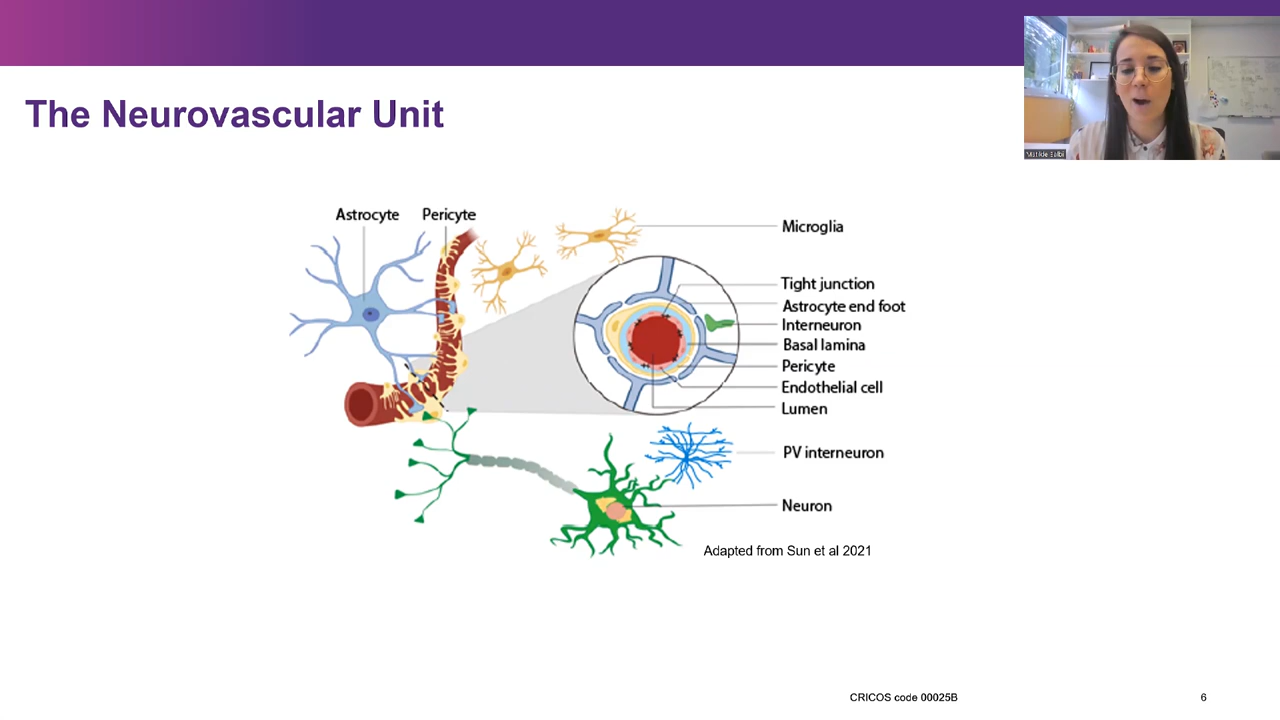 The Neurovascular Unit
Astrocyte
Pericyte
Microglia
Tight junction
Astrocyte end foot
Interneuron
Basal lamina
Pericyte
Endothelial cell
Lumen
PV interneuron
Neuron
Adapted from Sun et al 2021
CRICOS code 00025B
6